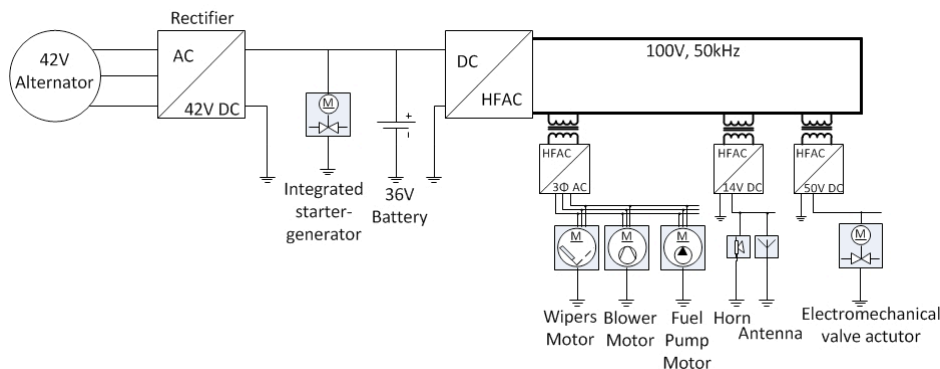 Rectifier
42V
Alternator
AC
42V DC
DC
HFAC
100V, 50kHz
M
+
-
Integrated
starter-
generator
36V
Battery
HFAC
3Φ AC
HFAC
14V DC
HFAC
50V DC
M
M
M
M
Wipers
Motor
Blower
Motor
Fuel
Pump
Motor
Horn
Antenna
Electromechanical
valve actutor